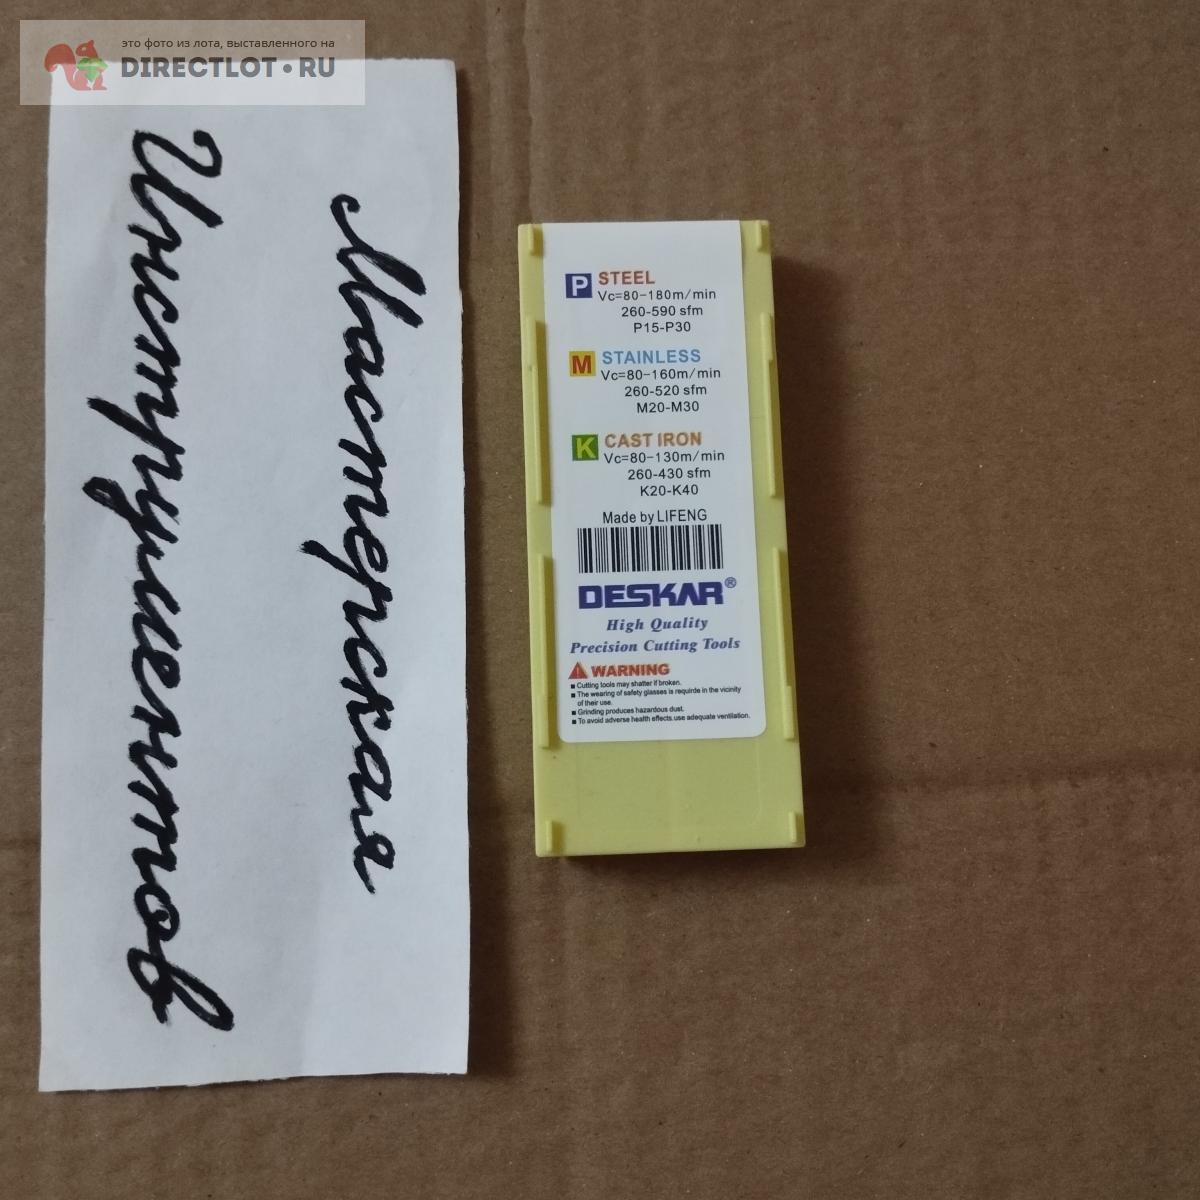 это фото из лота, выставленного на
DIRECTLOT•RU
Мастерская
Инструментов
P STEEL
Vc=80-180m/min
260-590 sfm
P15-P30
M STAINLESS
Vc=80-160m/min
260-520 sfm
M20-M30
K CAST IRON
Vc=80-130m/min
260-430 sfm
K20-K40
Made by LIFENG
DESKAR®
High Quality
Precision Cutting Tools
WARNING
■ Cutting tools may shatter if broken.
■ The wearing of safety glasses is requirde in the vicinity
of their use.
■ Grinding produces hazardous dust.
■ To avoid adverse health effects.use adequate ventilation.